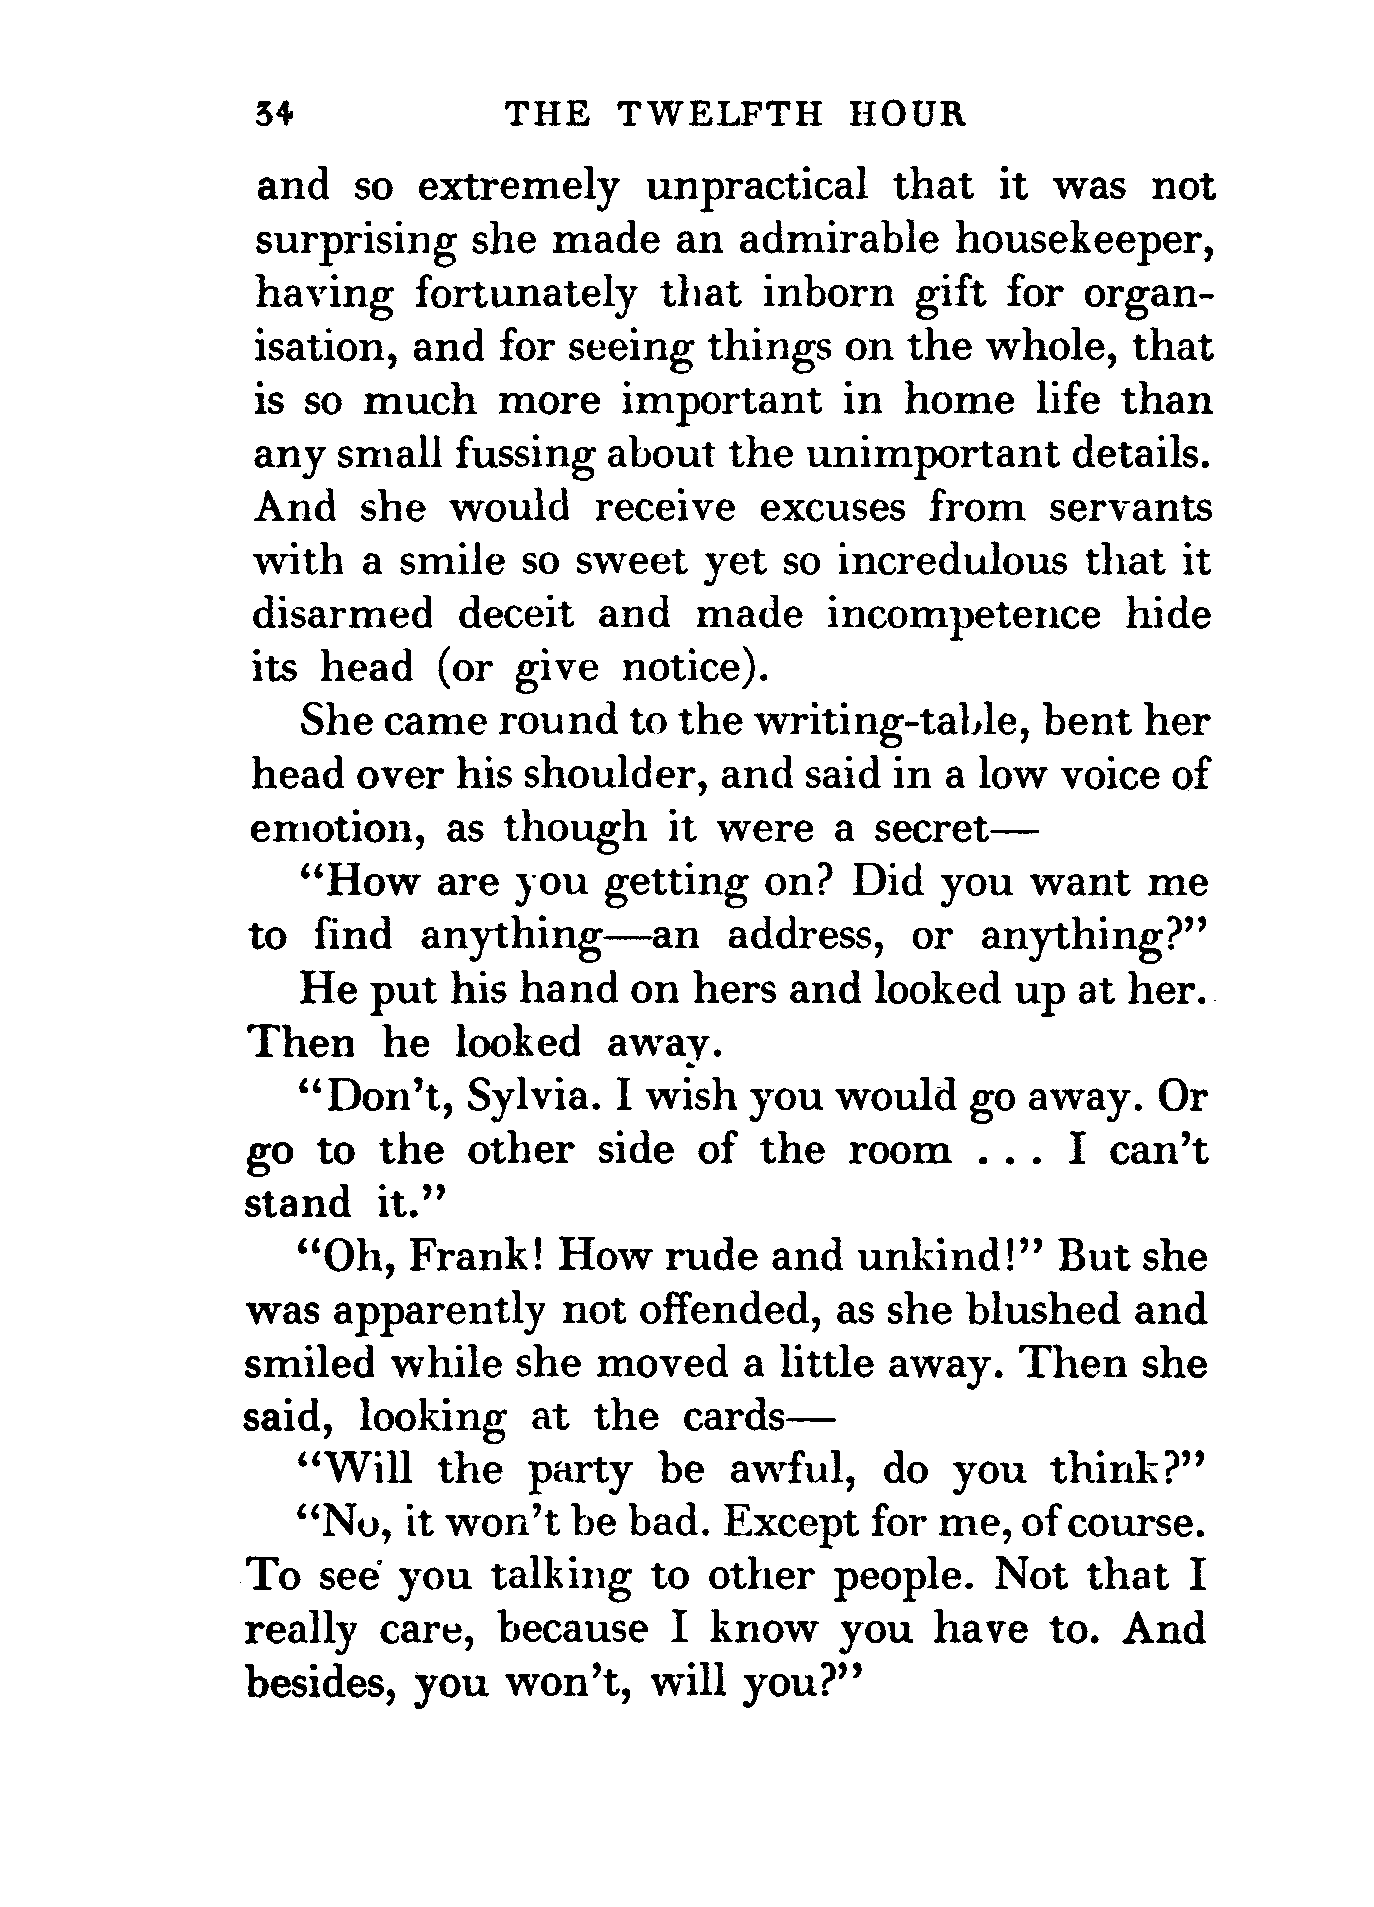 34 THE TWELFTH HOUR
and so extremely unpractical that it was not
surprising she made an admirable housekeeper,
having fortunately that inborn gift for organ-
isation, and for seeing things on the whole, that
is so much more important in home life than
any small fussing about the unimportant details.
And she would receive excuses from servants
with a smile so sweet yet so incredulous that it
disarmed deceit and made incompetence hide
its head (or give notice).
She came round to the writing-table, bent her
head over his shoulder, and said in a low voice of
emotion, as though it were a secret—
“How are you getting on? Did you want me
to find anything—an address, or anything?”
He put his hand on hers and looked up at her.
Then he looked away.
“Don’t, Sylvia. I wish you would go away. Or
go to the other side of the room . . . I can’t
stand it.”
“Oh, Frank! How rude and unkind!” But she
was apparently not offended, as she blushed and
smiled while she moved a little away. Then she
said, looking at the cards—
“Will the party be awful, do you think?”
“No, it won’t be bad. Except for me, of course.
To see you talking to other people. Not that I
really care, because I know you have to. And
besides, you won’t, will you?”